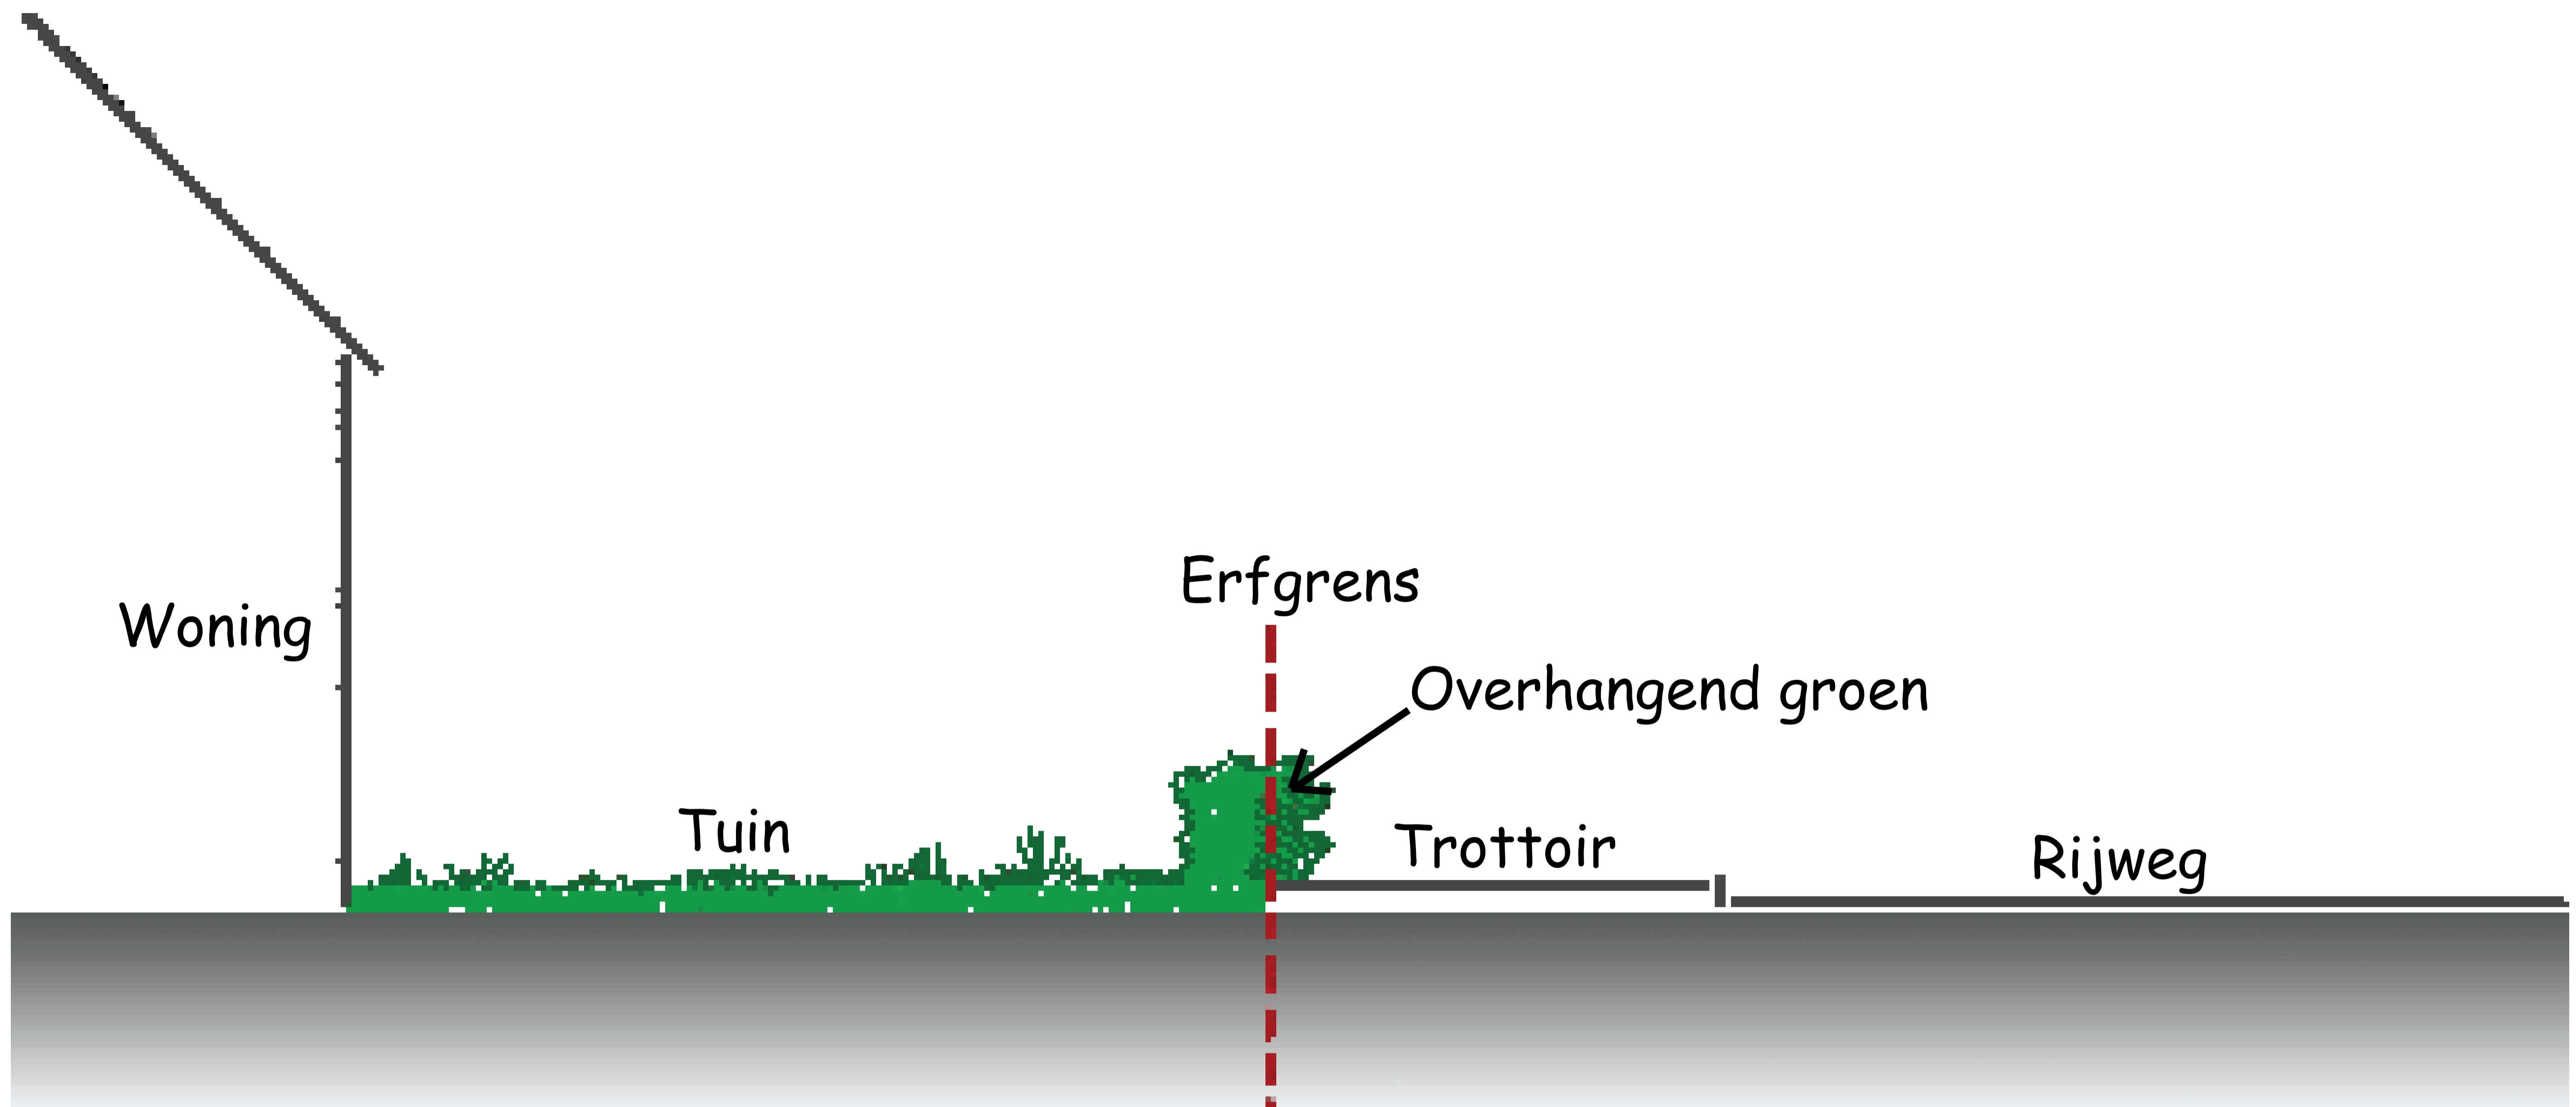 Erfgrens
Woning
Overhangend groen
Tuin
Trottoir
Rijweg